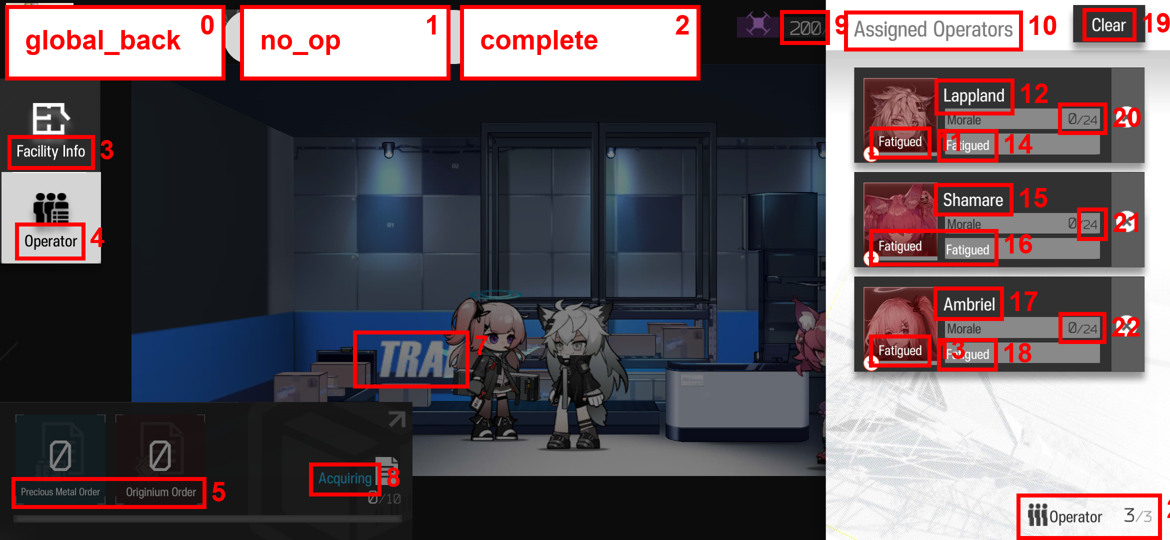 global_back 0
no_op 1
complete 2
200 9
Assigned Operators 10
Clear 19
Facility Info 3
Operator 4
Lappland 12
Morale 0/24 20
Fatigued
Fatigued 14
Shamare 15
Morale 0/24 21
Fatigued
Fatigued 16
Ambriel 17
Morale 0/24 22
Fatigued
Fatigued 18
TRA 7
0
0
Precious Metal Order
Originium Order 5
Acquiring 8
0/10
Operator 3/3